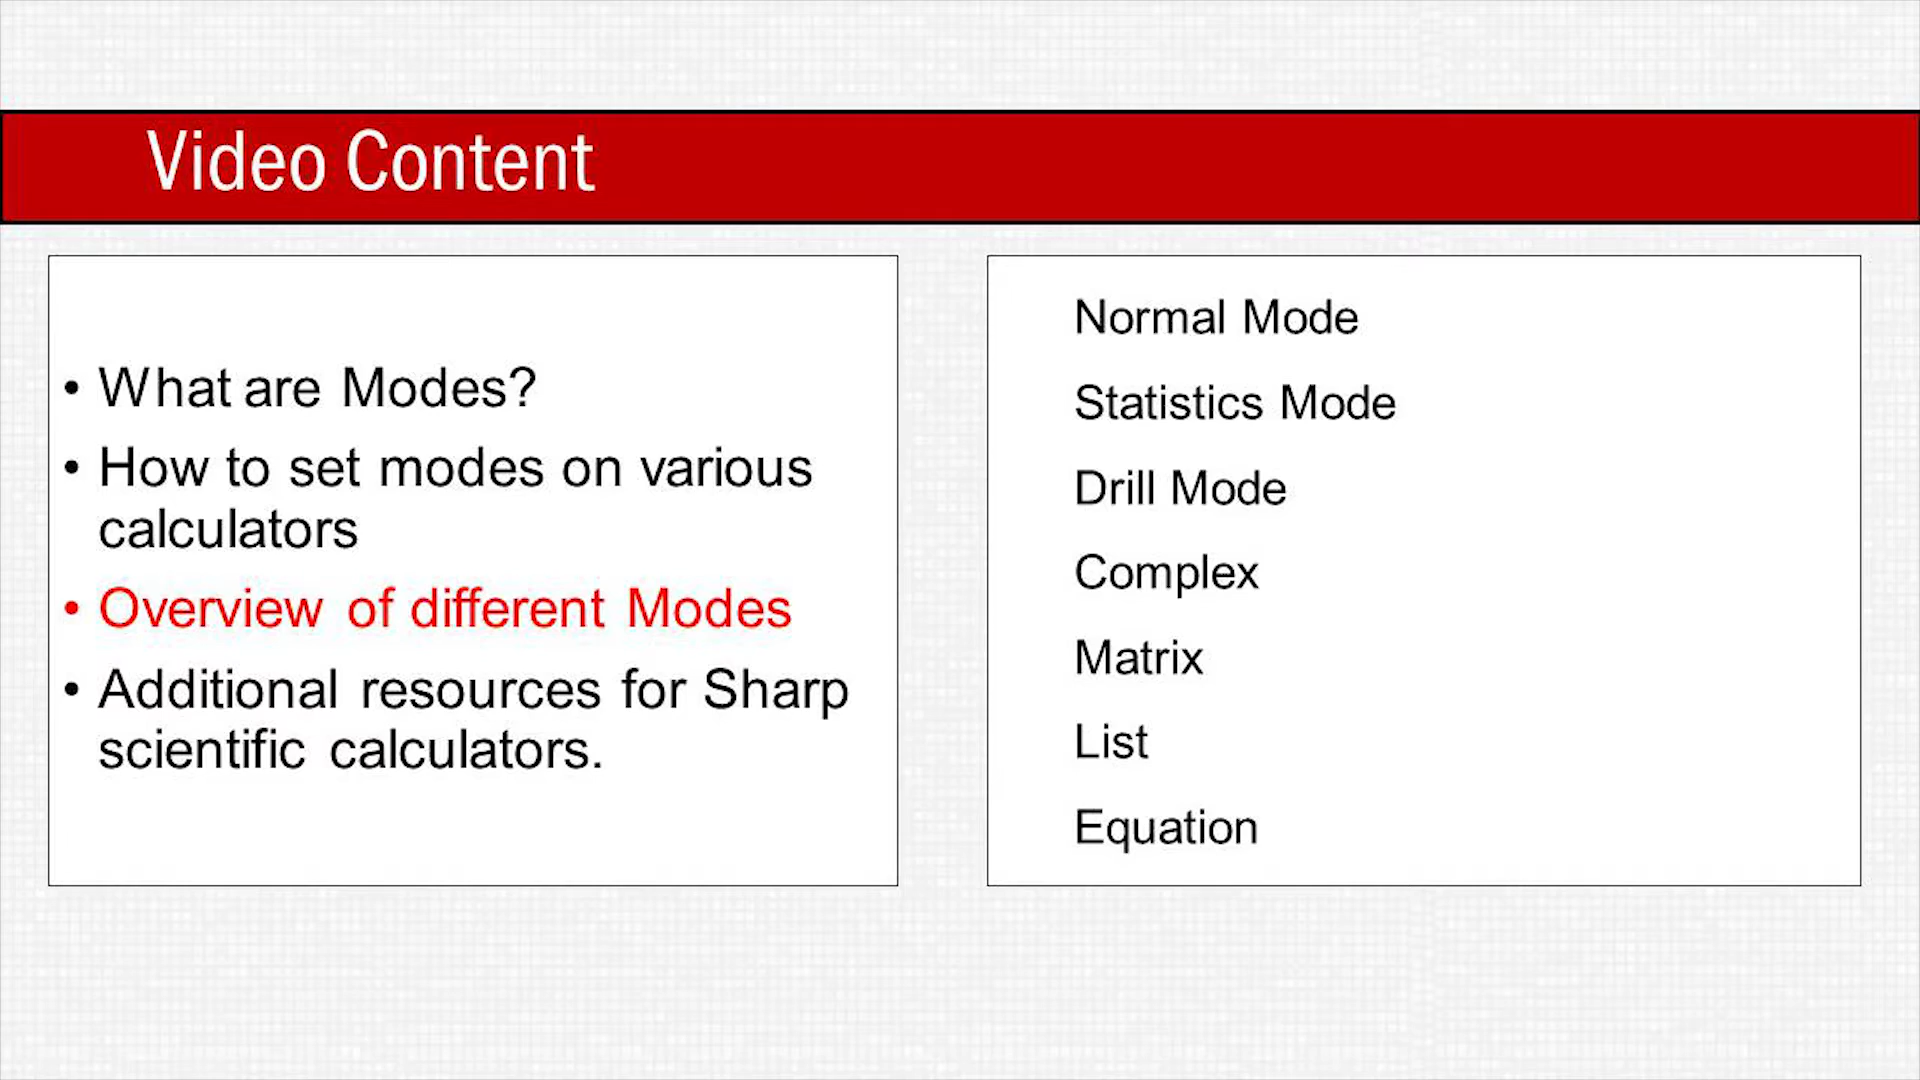 Video Content
• What are Modes?
• How to set modes on various
calculators
• Overview of different Modes
• Additional resources for Sharp
scientific calculators.
Normal Mode
Statistics Mode
Drill Mode
Complex
Matrix
List
Equation